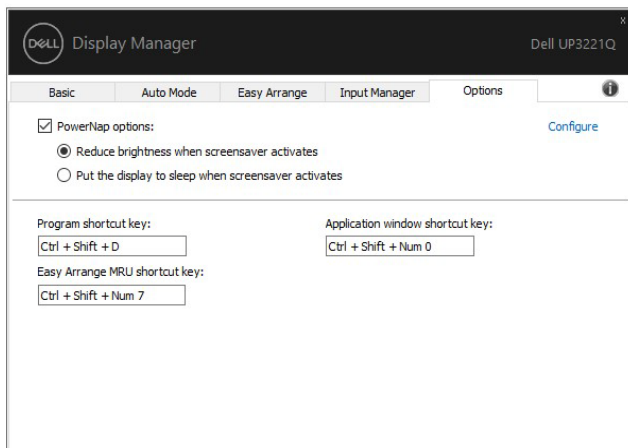 x
DELL Display Manager
Dell UP3221Q
Basic
Auto Mode
Easy Arrange
Input Manager
Options
i
PowerNap options:
Configure
Reduce brightness when screensaver activates
Put the display to sleep when screensaver activates
Program shortcut key:
Application window shortcut key:
Ctrl + Shift + D
Ctrl + Shift + Num 0
Easy Arrange MRU shortcut key:
Ctrl + Shift + Num 7